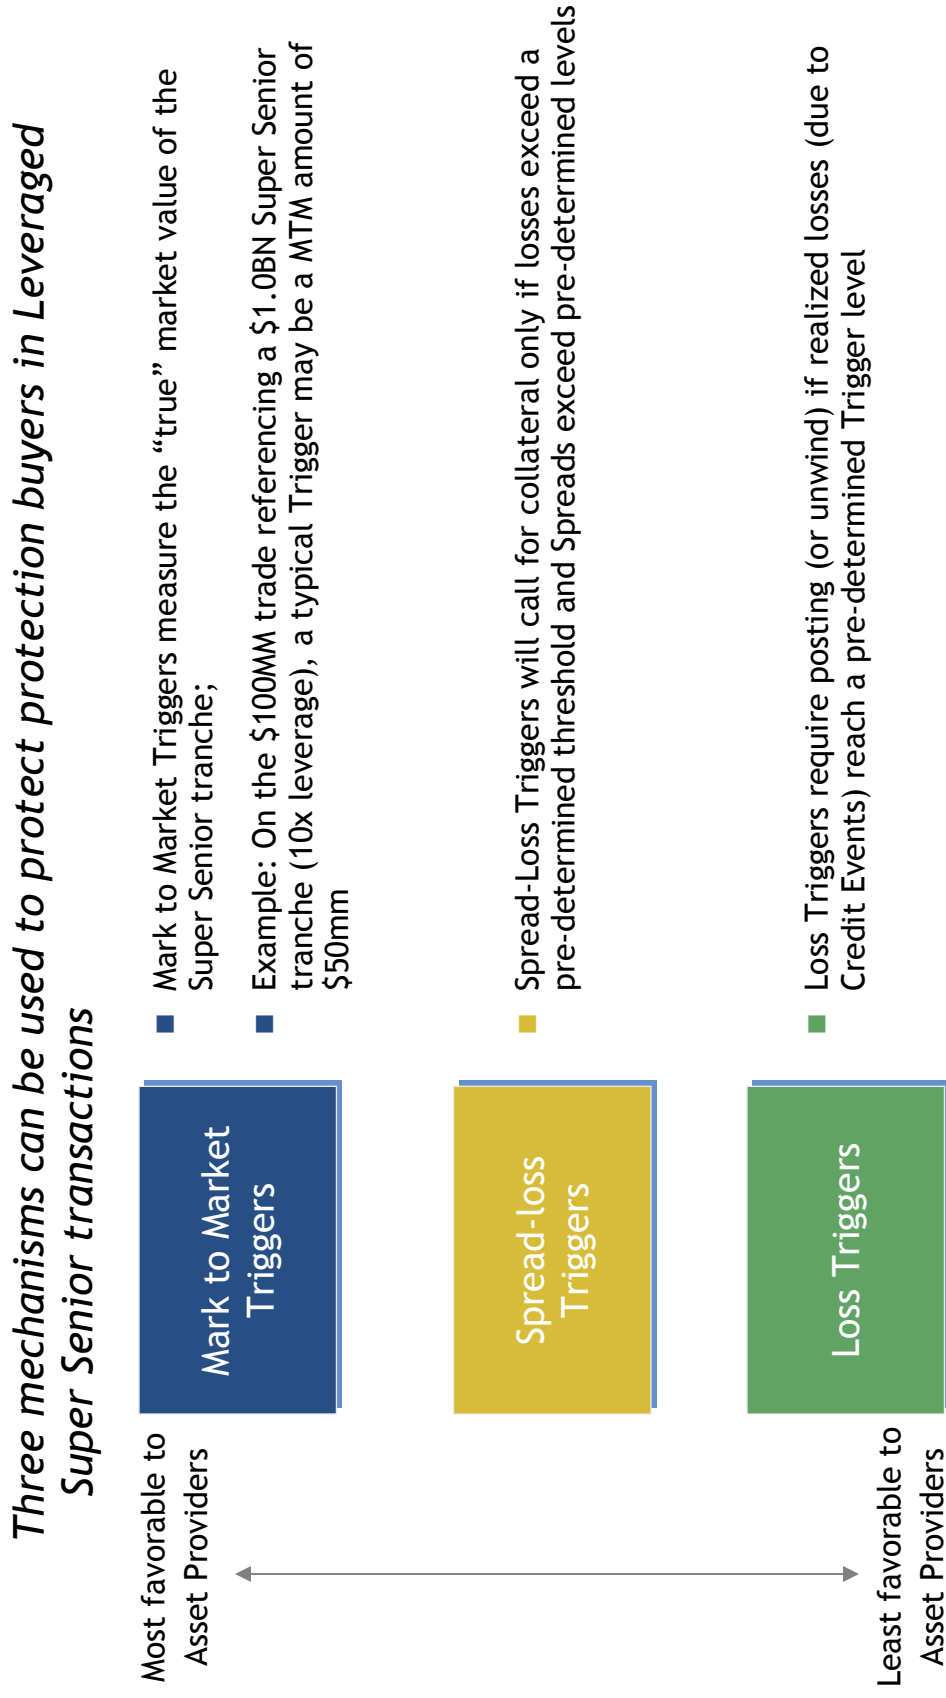 Three mechanisms can be used to protect protection buyers in Leveraged
Super Senior transactions
Most favorable to
Asset Providers
Mark to Market
Triggers
Mark to Market Triggers measure the “true” market value of the
Super Senior tranche;
Example: On the $100MM trade referencing a $1.0BN Super Senior
tranche (10x leverage), a typical Trigger may be a MTM amount of
$50mm
Spread-loss
Triggers
Spread-Loss Triggers will call for collateral only if losses exceed a
pre-determined threshold and Spreads exceed pre-determined levels
Loss Triggers
Loss Triggers require posting (or unwind) if realized losses (due to
Credit Events) reach a pre-determined Trigger level
Least favorable to
Asset Providers